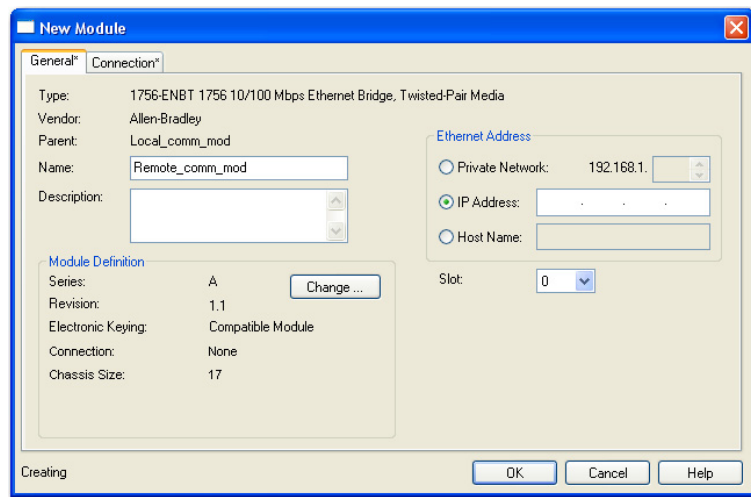 New Module
General* Connection*
Type: 1756-ENBT 1756 10/100 Mbps Ethernet Bridge, Twisted-Pair Media
Vendor: Allen-Bradley
Parent: Local_comm_mod
Name: Remote_comm_mod
Description:
Ethernet Address
Private Network: 192.168.1.
IP Address: . . .
Host Name:
Slot: 0
Module Definition
Series: A Change ...
Revision: 1.1
Electronic Keying: Compatible Module
Connection: None
Chassis Size: 17
Creating OK Cancel Help